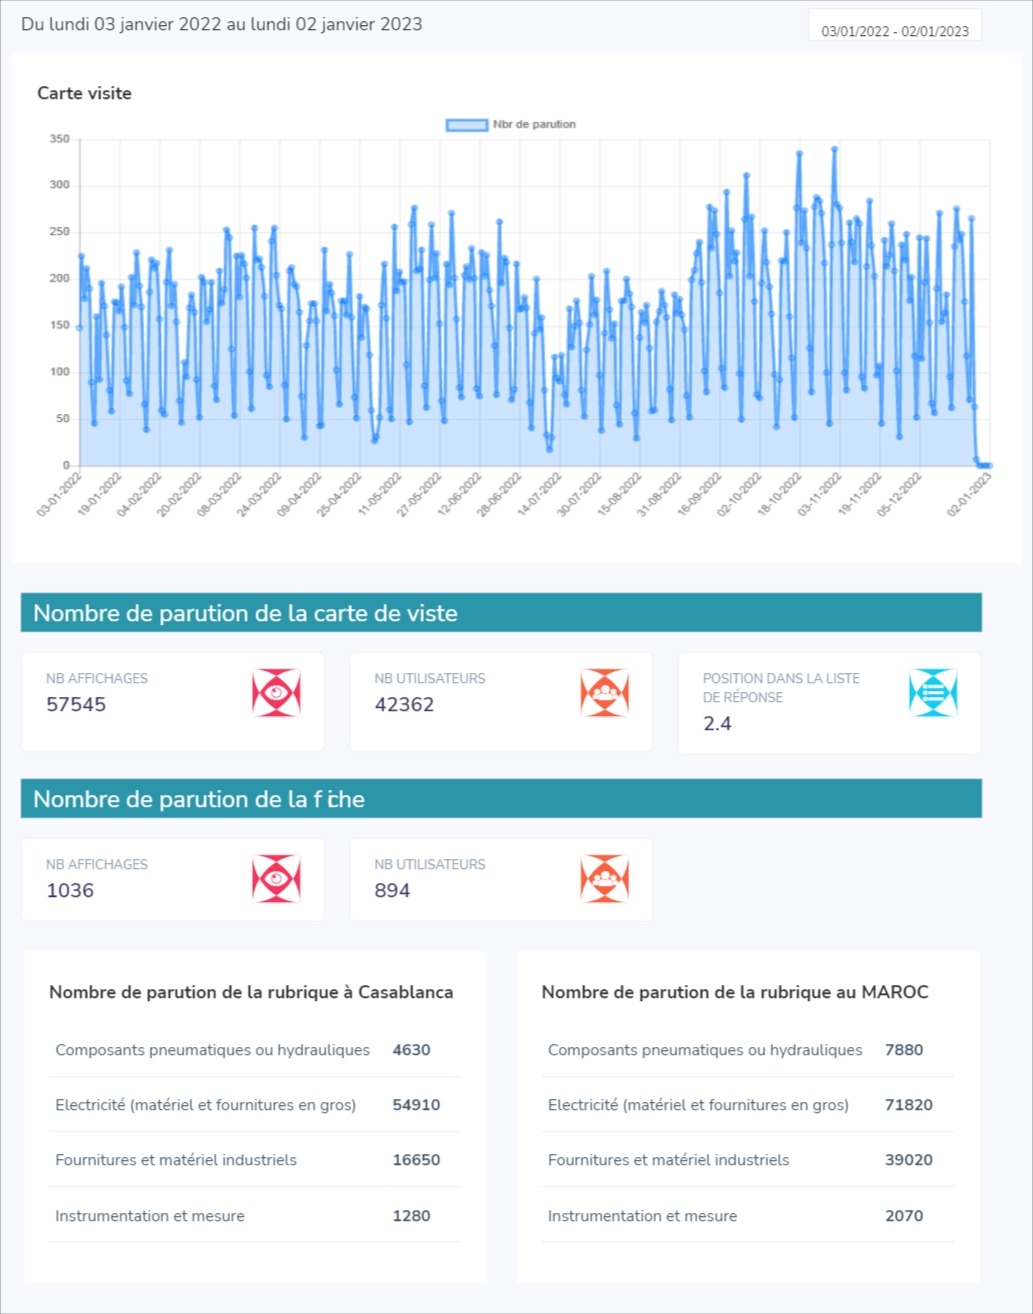 Du lundi 03 janvier 2022 au lundi 02 janvier 2023
03/01/2022 - 02/01/2023
Carte visite
Nbr de parution
350
300
250
200
150
100
50
0
03-01-2022
19-01-2022
04-02-2022
20-02-2022
08-03-2022
24-03-2022
09-04-2022
25-04-2022
11-05-2022
27-05-2022
12-06-2022
28-06-2022
14-07-2022
30-07-2022
15-08-2022
31-08-2022
16-09-2022
02-10-2022
18-10-2022
03-11-2022
19-11-2022
05-12-2022
02-01-2023
Nombre de parution de la carte de viste
NB AFFICHAGES
57545
NB UTILISATEURS
42362
POSITION DANS LA LISTE
DE RÉPONSE
2.4
Nombre de parution de la fiche
NB AFFICHAGES
1036
NB UTILISATEURS
894
Nombre de parution de la rubrique à Casablanca
Composants pneumatiques ou hydrauliques 4630
Electricité (matériel et fournitures en gros) 54910
Fournitures et matériel industriels 16650
Instrumentation et mesure 1280
Nombre de parution de la rubrique au MAROC
Composants pneumatiques ou hydrauliques 7880
Electricité (matériel et fournitures en gros) 71820
Fournitures et matériel industriels 39020
Instrumentation et mesure 2070